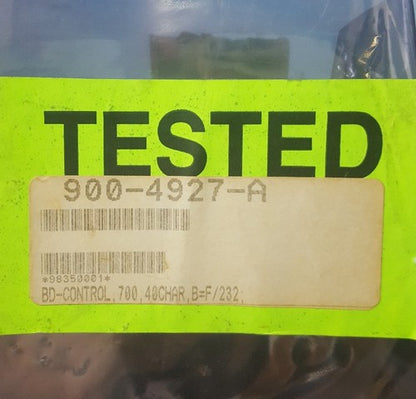 TESTED
900-4927-A
*98350001*
BD-CONTROL,700,40CHAR,B=F/232;